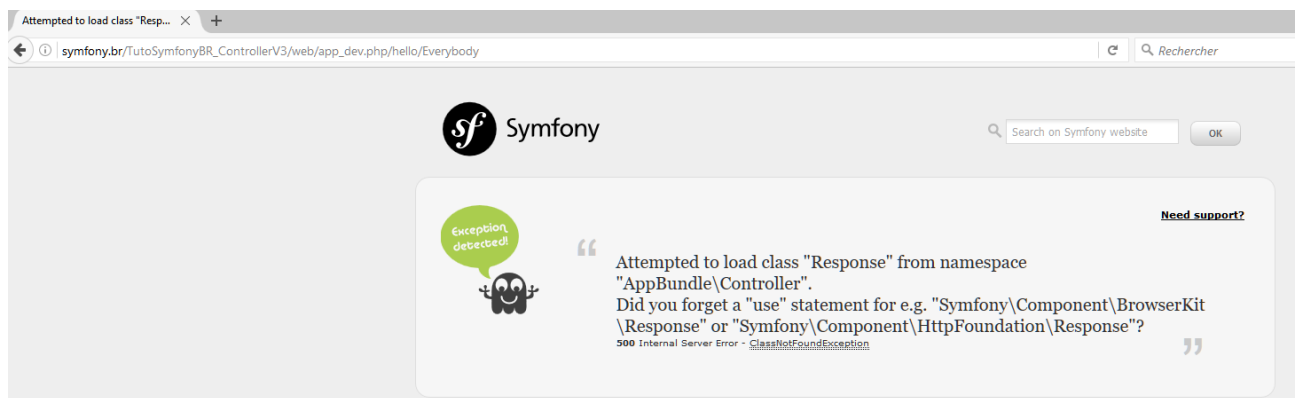 Attempted to load class "Resp...
symfony.br/TutoSymfonyBR_ControllerV3/web/app_dev.php/hello/Everybody
Rechercher
sf Symfony
Search on Symfony website
OK
Need support?
Exception
detected!
“
Attempted to load class "Response" from namespace
"AppBundle\Controller".
Did you forget a "use" statement for e.g. "Symfony\Component\BrowserKit
\Response" or "Symfony\Component\HttpFoundation\Response"?
500 Internal Server Error - ClassNotFoundException
”